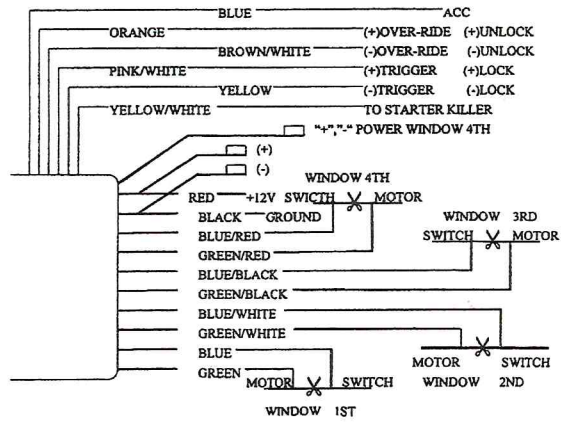 BLUE ACC
ORANGE (+)OVER-RIDE (+)UNLOCK
BROWN/WHITE (-)OVER-RIDE (-)UNLOCK
PINK/WHITE (+)TRIGGER (+)LOCK
YELLOW (-)TRIGGER (-)LOCK
YELLOW/WHITE TO STARTER KILLER
"+","-" POWER WINDOW 4TH
(+)
(-)
WINDOW 4TH
RED +12V SWICTH MOTOR
BLACK GROUND
WINDOW 3RD
BLUE/RED SWITCH MOTOR
GREEN/RED
BLUE/BLACK
GREEN/BLACK
BLUE/WHITE
GREEN/WHITE
BLUE
MOTOR SWITCH
WINDOW 2ND
GREEN
MOTOR SWITCH
WINDOW 1ST